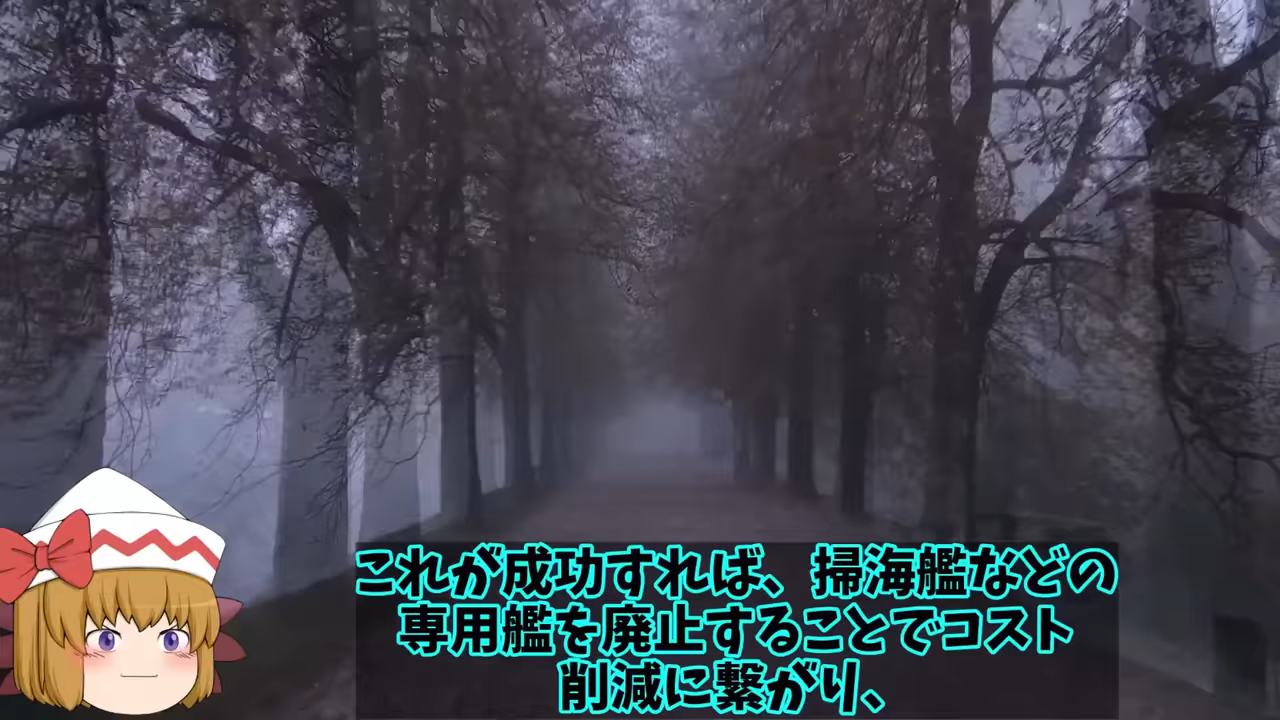 これが成功すれば、掃海艦などの
専用艦を廃止することでコスト
削減に繋がり、